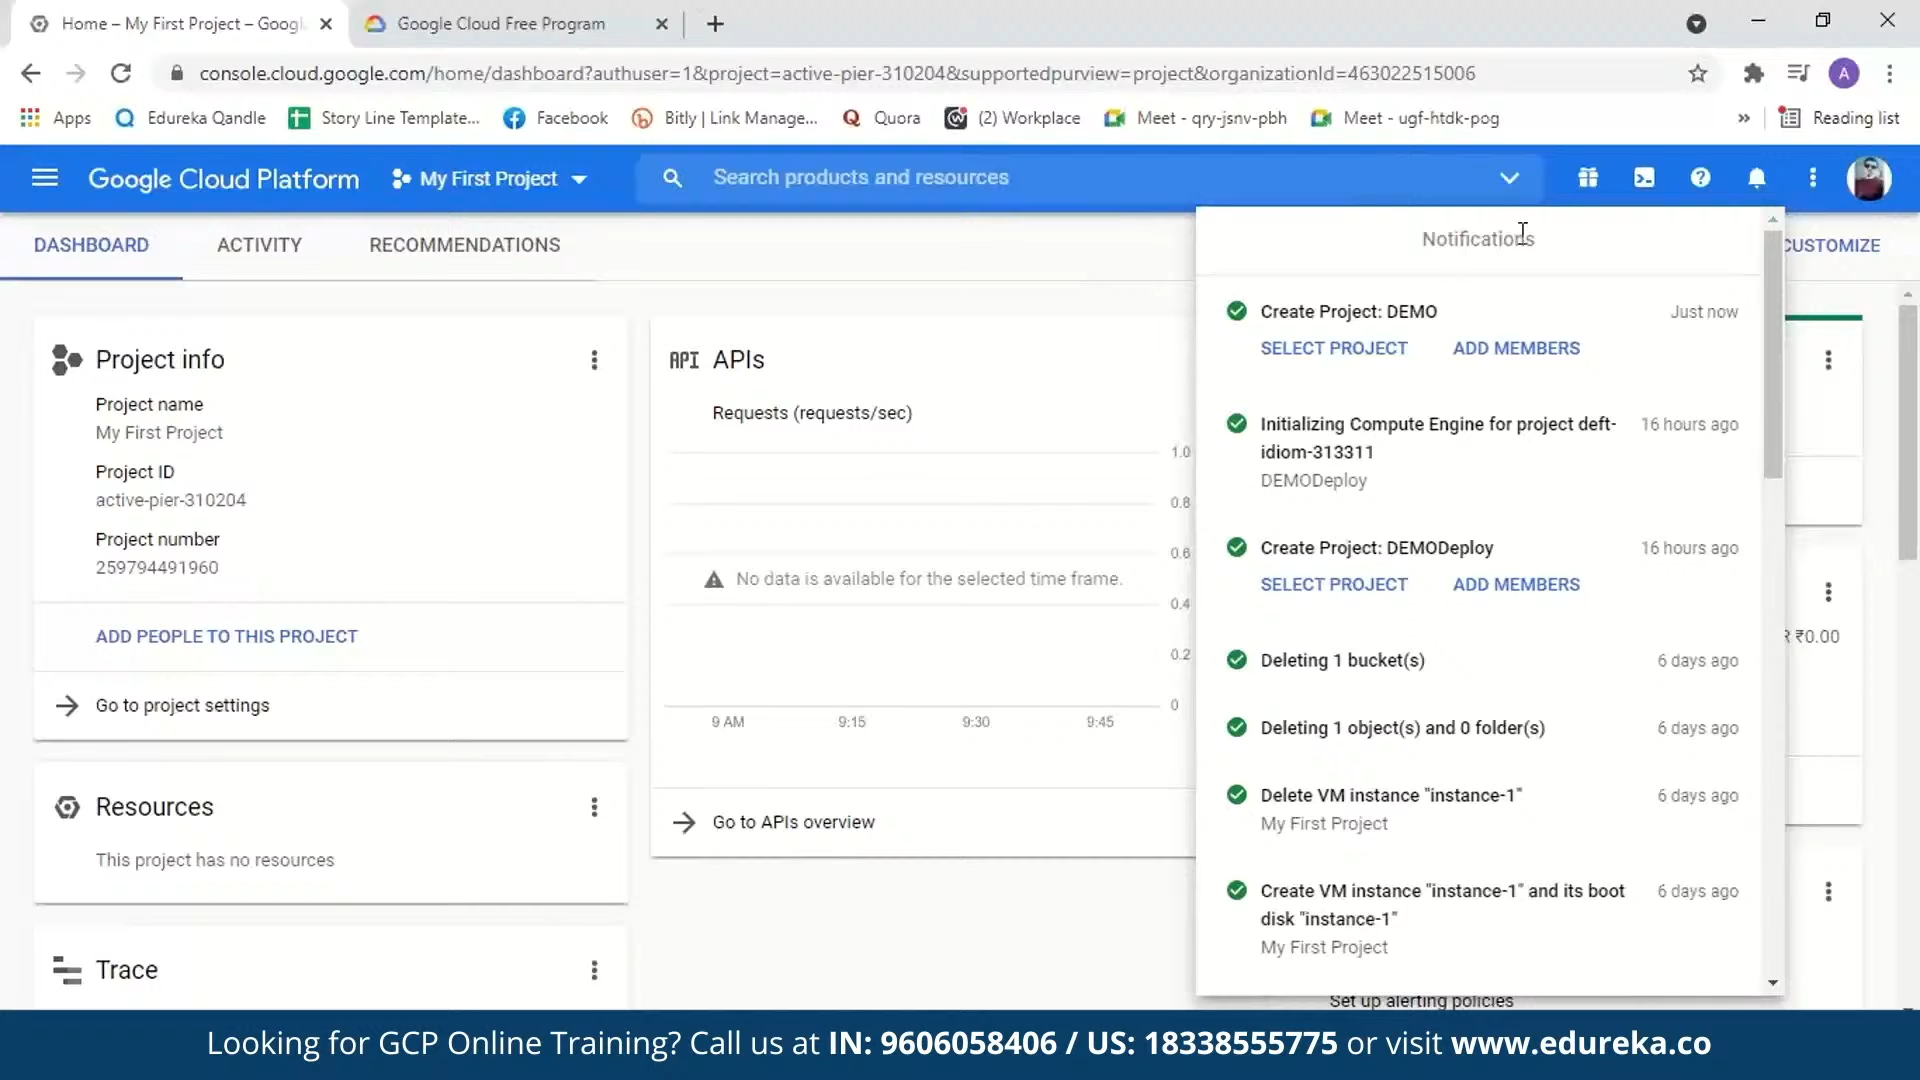 Home – My First Project – Googl
Google Cloud Free Program
console.cloud.google.com/home/dashboard?authuser=1&project=active-pier-310204&supportedpurview=project&organizationId=463022515006
A
Apps
Edureka Qandle
Story Line Template...
Facebook
Bitly | Link Manage...
Quora
(2) Workplace
Meet - qry-jsnv-pbh
Meet - ugf-htdk-pog
»
Reading list
Google Cloud Platform
My First Project
Search products and resources
DASHBOARD
ACTIVITY
RECOMMENDATIONS
CUSTOMIZE
Project info
Project name
My First Project
Project ID
active-pier-310204
Project number
259794491960
ADD PEOPLE TO THIS PROJECT
Go to project settings
Resources
This project has no resources
Trace
API APIs
Requests (requests/sec)
1.0
0.8
0.6
No data is available for the selected time frame.
0.4
0.2
0
9 AM 9:15 9:30 9:45
Go to APIs overview
Notifications
Create Project: DEMO Just now
SELECT PROJECT ADD MEMBERS
Initializing Compute Engine for project deft- 16 hours ago
idiom-313311
DEMODeploy
Create Project: DEMODeploy 16 hours ago
SELECT PROJECT ADD MEMBERS
Deleting 1 bucket(s) 6 days ago
Deleting 1 object(s) and 0 folder(s) 6 days ago
Delete VM instance "instance-1" 6 days ago
My First Project
Create VM instance "instance-1" and its boot 6 days ago
disk "instance-1"
My First Project
R ₹0.00
Set up alerting policies
Looking for GCP Online Training? Call us at IN: 9606058406 / US: 18338555775 or visit www.edureka.co